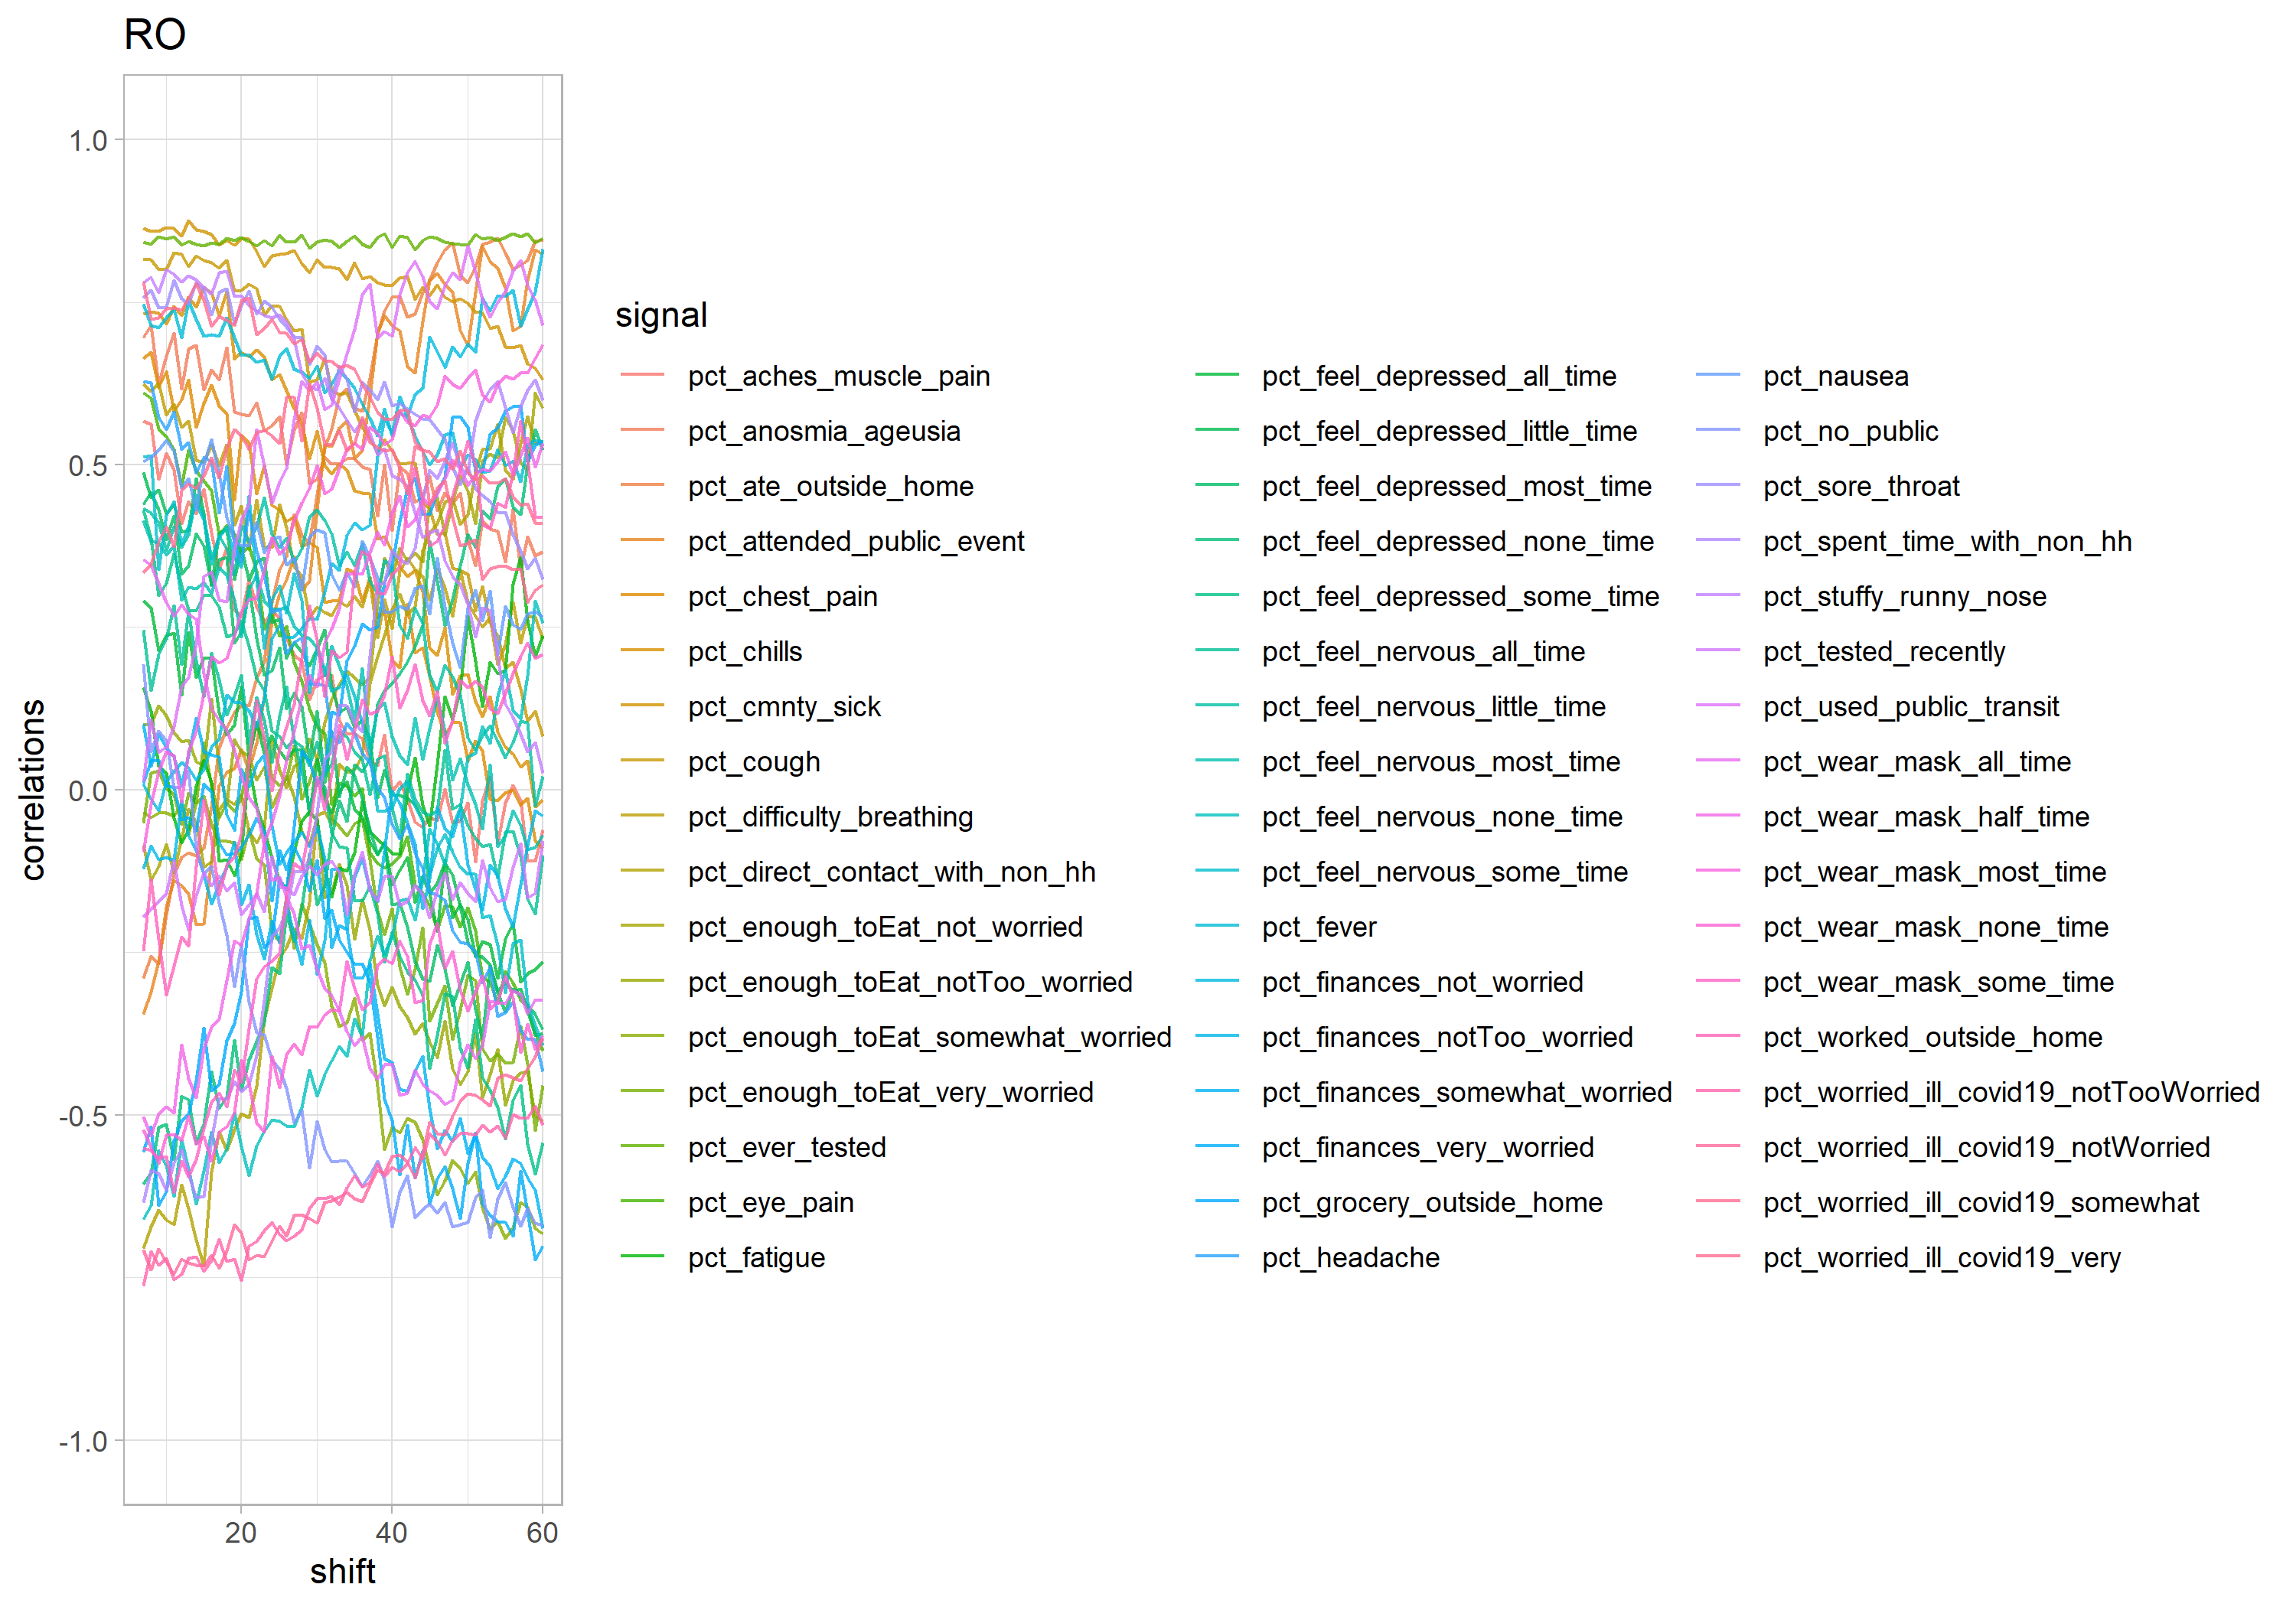 RO
1.0
0.5
0.0
-0.5
-1.0
correlations
20 40 60
shift
signal
pct_aches_muscle_pain
pct_anosmia_ageusia
pct_ate_outside_home
pct_attended_public_event
pct_chest_pain
pct_chills
pct_cmnty_sick
pct_cough
pct_difficulty_breathing
pct_direct_contact_with_non_hh
pct_enough_toEat_not_worried
pct_enough_toEat_notToo_worried
pct_enough_toEat_somewhat_worried
pct_enough_toEat_very_worried
pct_ever_tested
pct_eye_pain
pct_fatigue
pct_feel_depressed_all_time
pct_feel_depressed_little_time
pct_feel_depressed_most_time
pct_feel_depressed_none_time
pct_feel_depressed_some_time
pct_feel_nervous_all_time
pct_feel_nervous_little_time
pct_feel_nervous_most_time
pct_feel_nervous_none_time
pct_feel_nervous_some_time
pct_fever
pct_finances_not_worried
pct_finances_notToo_worried
pct_finances_somewhat_worried
pct_finances_very_worried
pct_grocery_outside_home
pct_headache
pct_nausea
pct_no_public
pct_sore_throat
pct_spent_time_with_non_hh
pct_stuffy_runny_nose
pct_tested_recently
pct_used_public_transit
pct_wear_mask_all_time
pct_wear_mask_half_time
pct_wear_mask_most_time
pct_wear_mask_none_time
pct_wear_mask_some_time
pct_worked_outside_home
pct_worried_ill_covid19_notTooWorried
pct_worried_ill_covid19_notWorried
pct_worried_ill_covid19_somewhat
pct_worried_ill_covid19_very